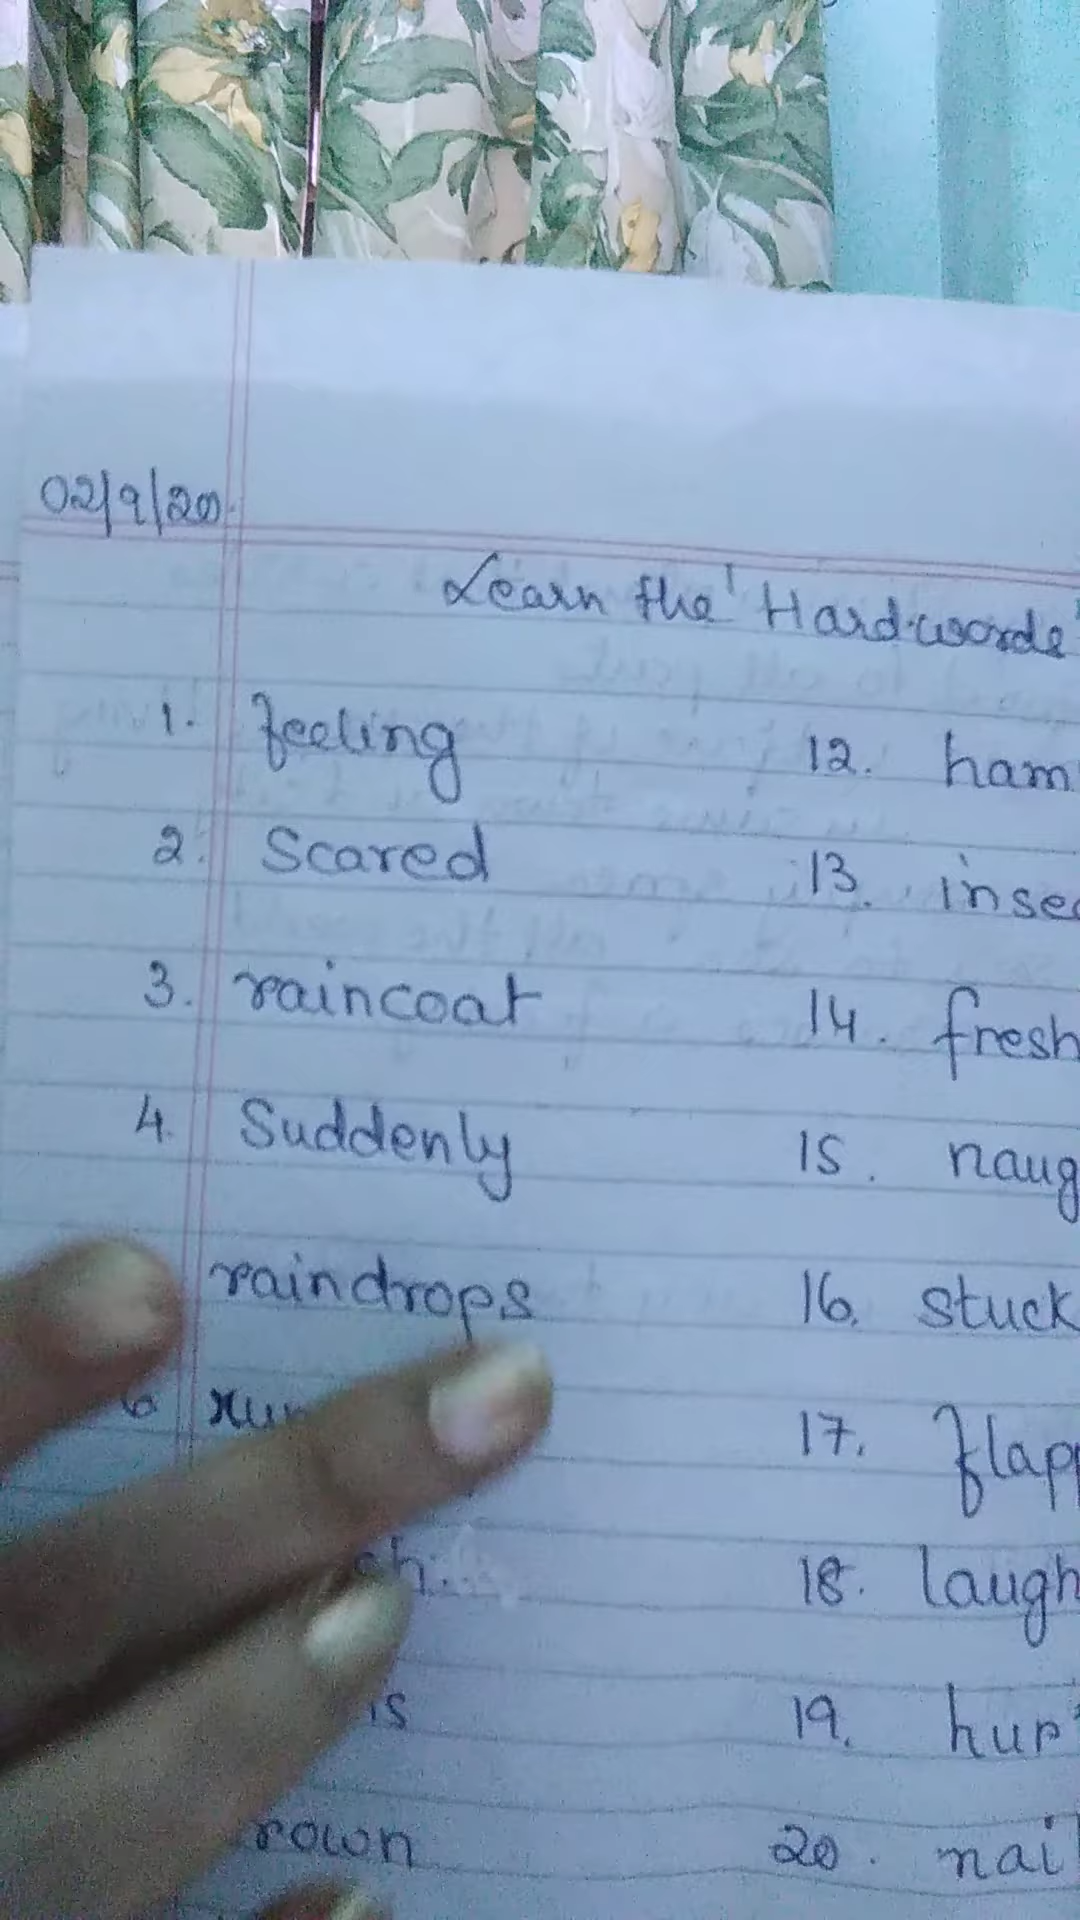 02/9/20.
Learn the Hard-words
1. feeling
2. Scared
3. raincoat
4. Suddenly
raindrops
6
12. ham
13. inse
14. fresh
15. naug
16. stuck
17. flap
18. laugh
19. hur
20. nai